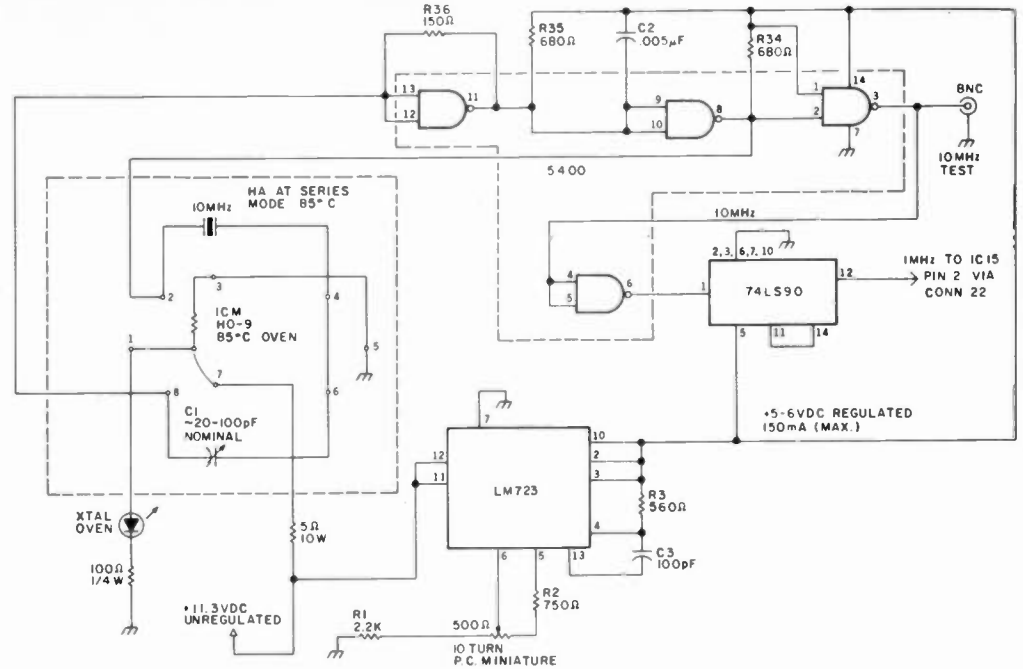 R36
150Ω
R35
680Ω
C2
.005µF
R34
680Ω
13
12
11
9
10
8
1
2
14
3
7
BNC
10MHz
TEST
5400
HA AT SERIES
MODE 85°C
10MHz
2
3
4
ICM
HO-9
85°C OVEN
1
5
7
8
6
C1
~20-100pF
NOMINAL
10MHz
4
5
6
2, 3, 6, 7, 10
1
74LS90
12
5
11
14
1MHz TO IC15
PIN 2 VIA
CONN 22
+5-6VDC REGULATED
150mA (MAX.)
7
12
11
LM723
10
2
3
4
6
5
13
R3
560Ω
C3
100pF
XTAL
OVEN
5Ω
10W
100Ω
1/4W
+11.3VDC
UNREGULATED
R2
750Ω
R1
2.2K
500Ω
10 TURN
P.C. MINIATURE